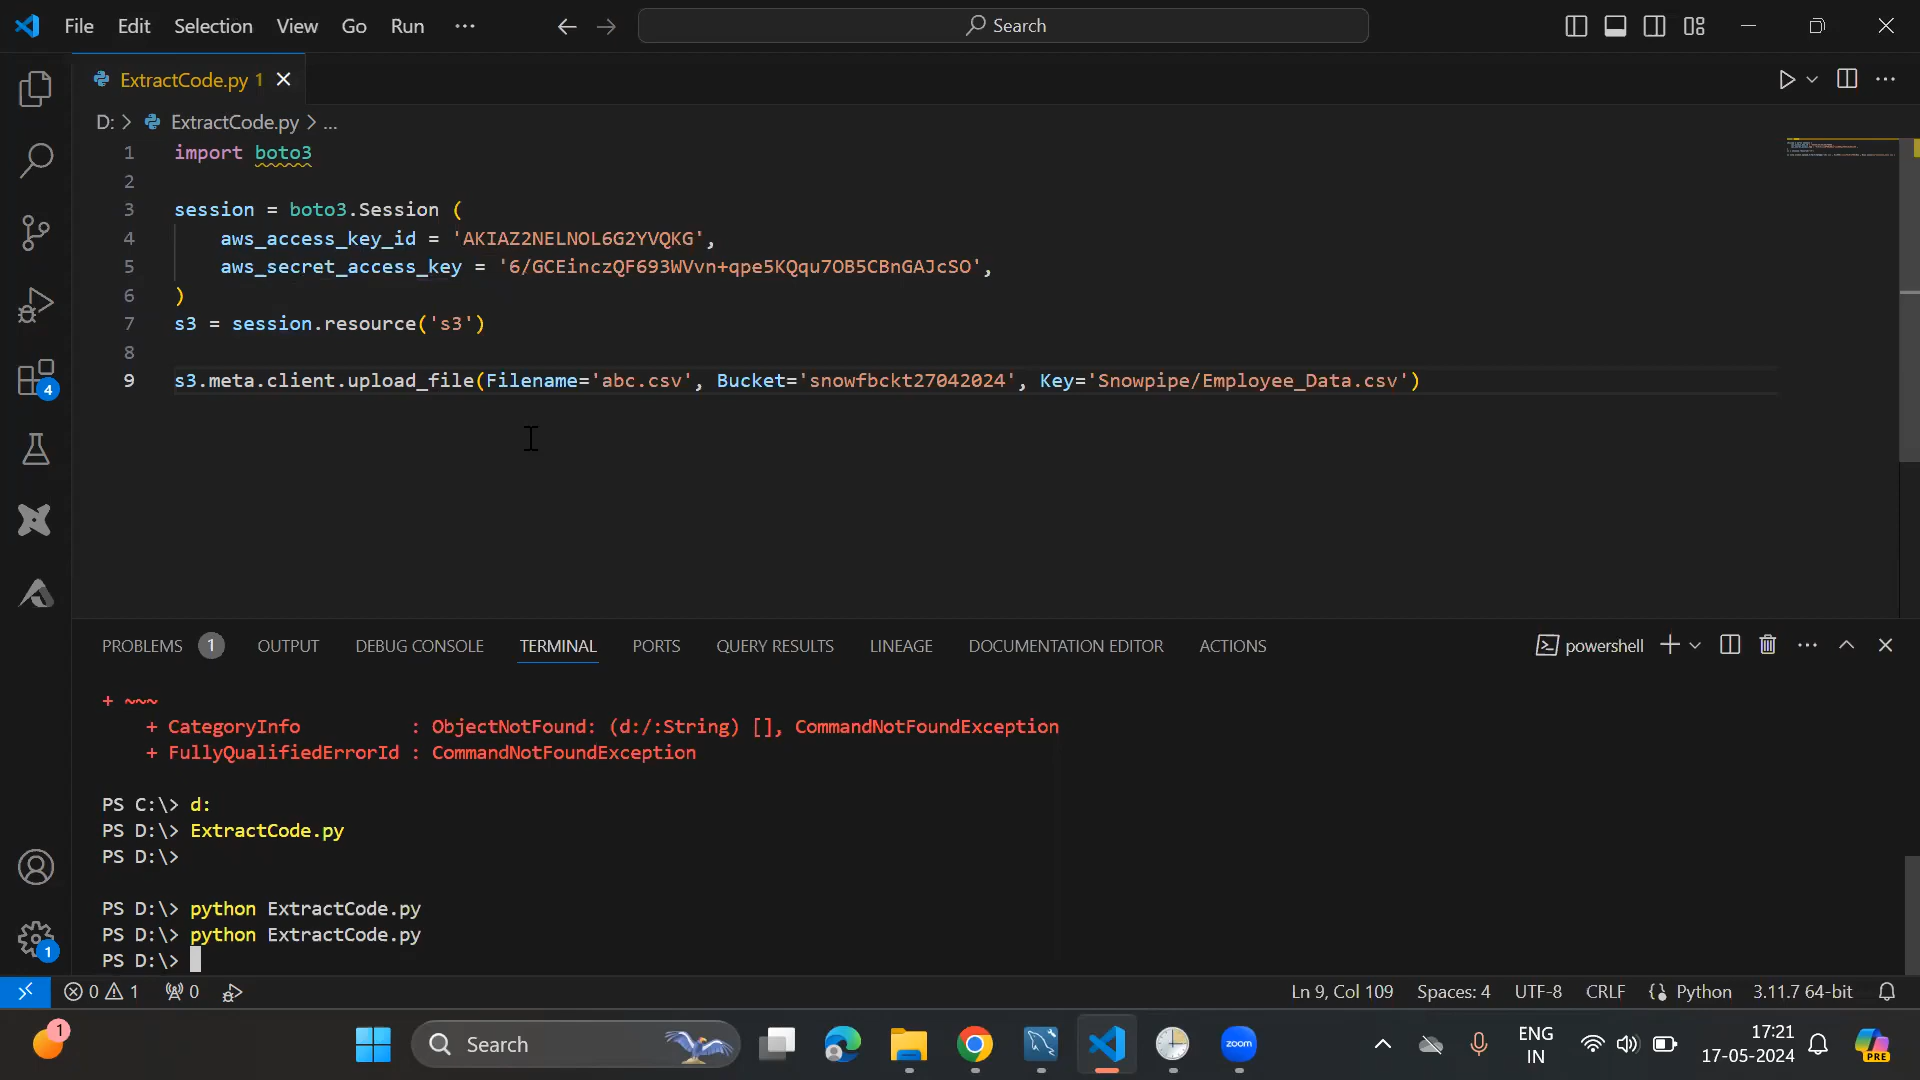 File Edit Selection View Go Run ··· Search
ExtractCode.py 1
D: > ExtractCode.py > ...
1 import boto3
2
3 session = boto3.Session (
4 aws_access_key_id = 'AKIAZ2NELNOL6G2YVQKG',
5 aws_secret_access_key = '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',
6 )
7 s3 = session.resource('s3')
8
9 s3.meta.client.upload_file(Filename='abc.csv', Bucket='snowfbckt27042024', Key='Snowpipe/Employee_Data.csv')
4
PROBLEMS 1 OUTPUT DEBUG CONSOLE TERMINAL PORTS QUERY RESULTS LINEAGE DOCUMENTATION EDITOR ACTIONS powershell
+ ~~~
+ CategoryInfo : ObjectNotFound: (d:/:String) [], CommandNotFoundException
+ FullyQualifiedErrorId : CommandNotFoundException
PS C:\> d:
PS D:\> ExtractCode.py
PS D:\>
PS D:\> python ExtractCode.py
PS D:\> python ExtractCode.py
PS D:\>
1
0 1 0 Ln 9, Col 109 Spaces: 4 UTF-8 CRLF Python 3.11.7 64-bit
1 Search zoom ENG 17:21
IN 17-05-2024 PRE